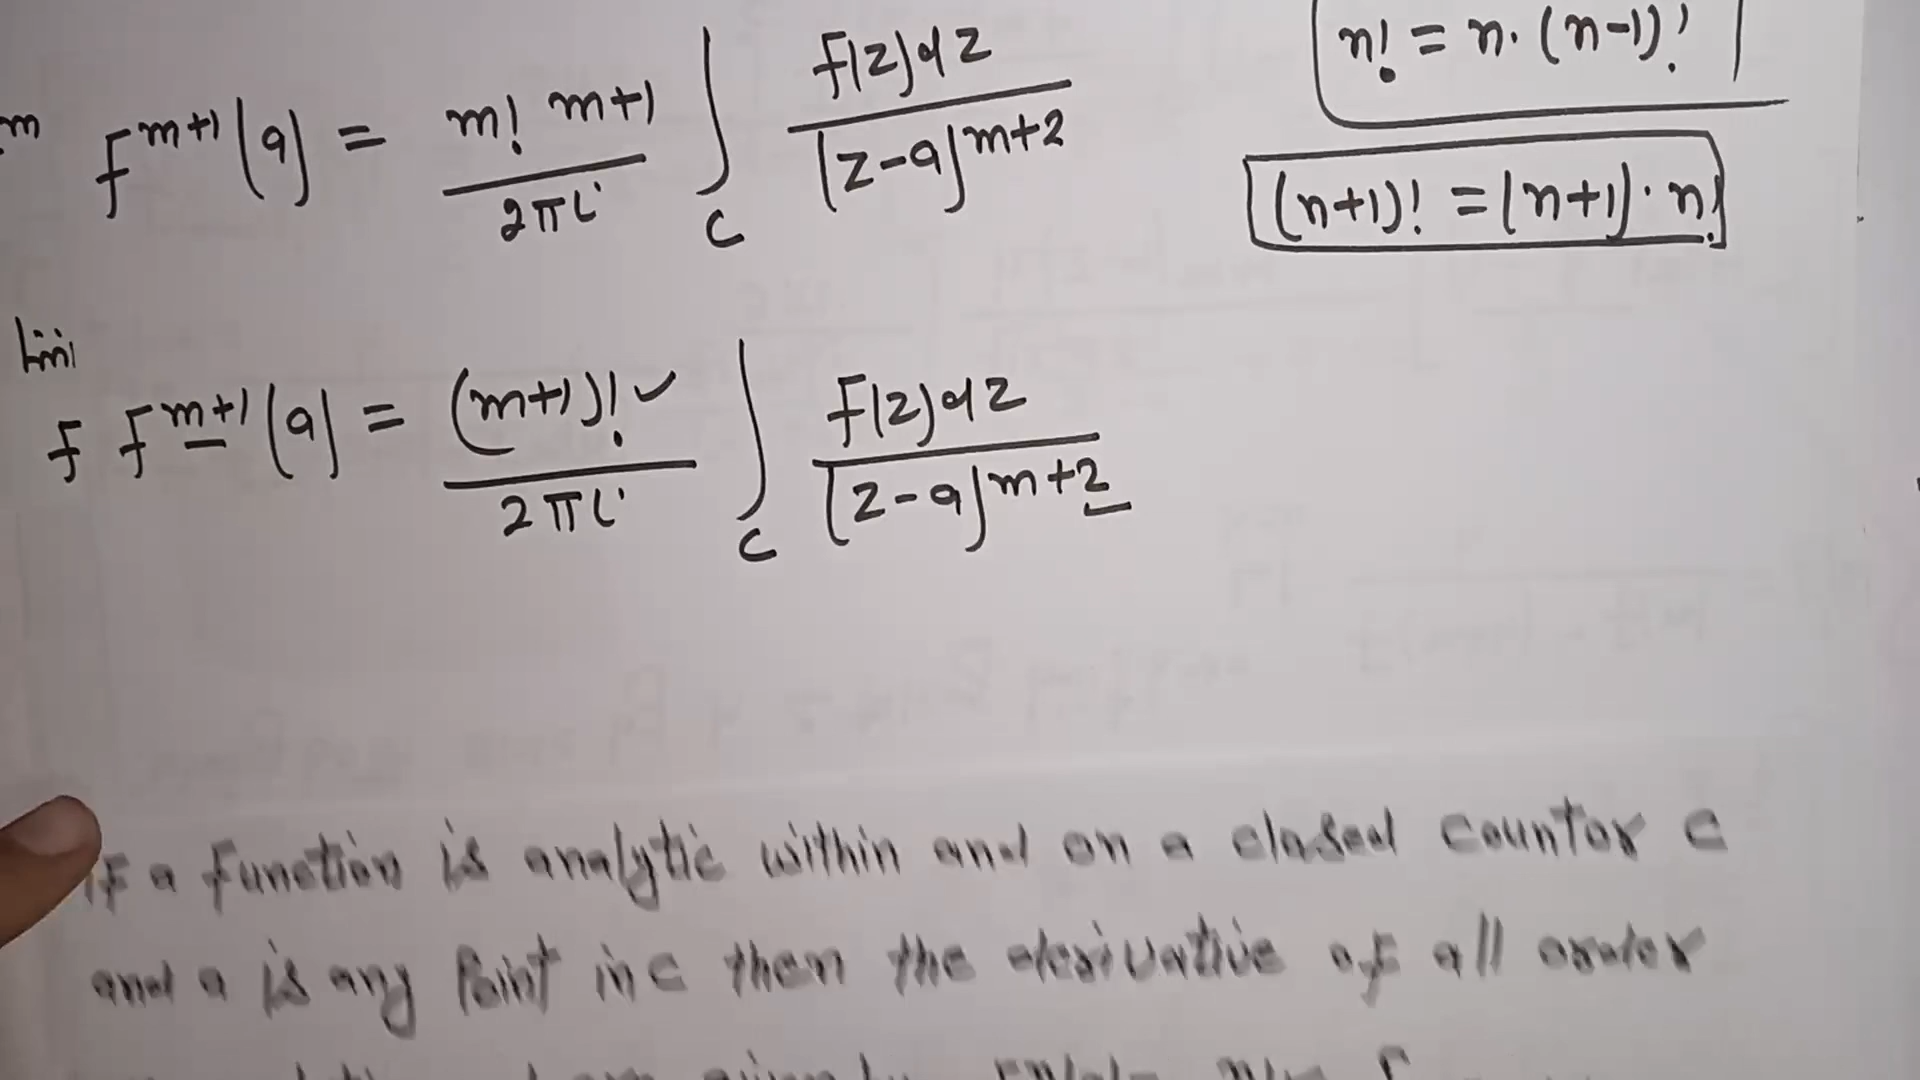 n! = n. (n-1)!
m F^{m+1}(a) = m! m+1 / 2πi ∫_C F(z)dz / (z-a)^{m+2}
(n+1)! = (n+1). n!
F F^{m+1}(a) = (m+1)! ✓ / 2πi ∫_C F(z)dz / (z-a)^{m+2}
if a function is analytic within and on a closed countor c
and a is any Point in c then the derivative of all order